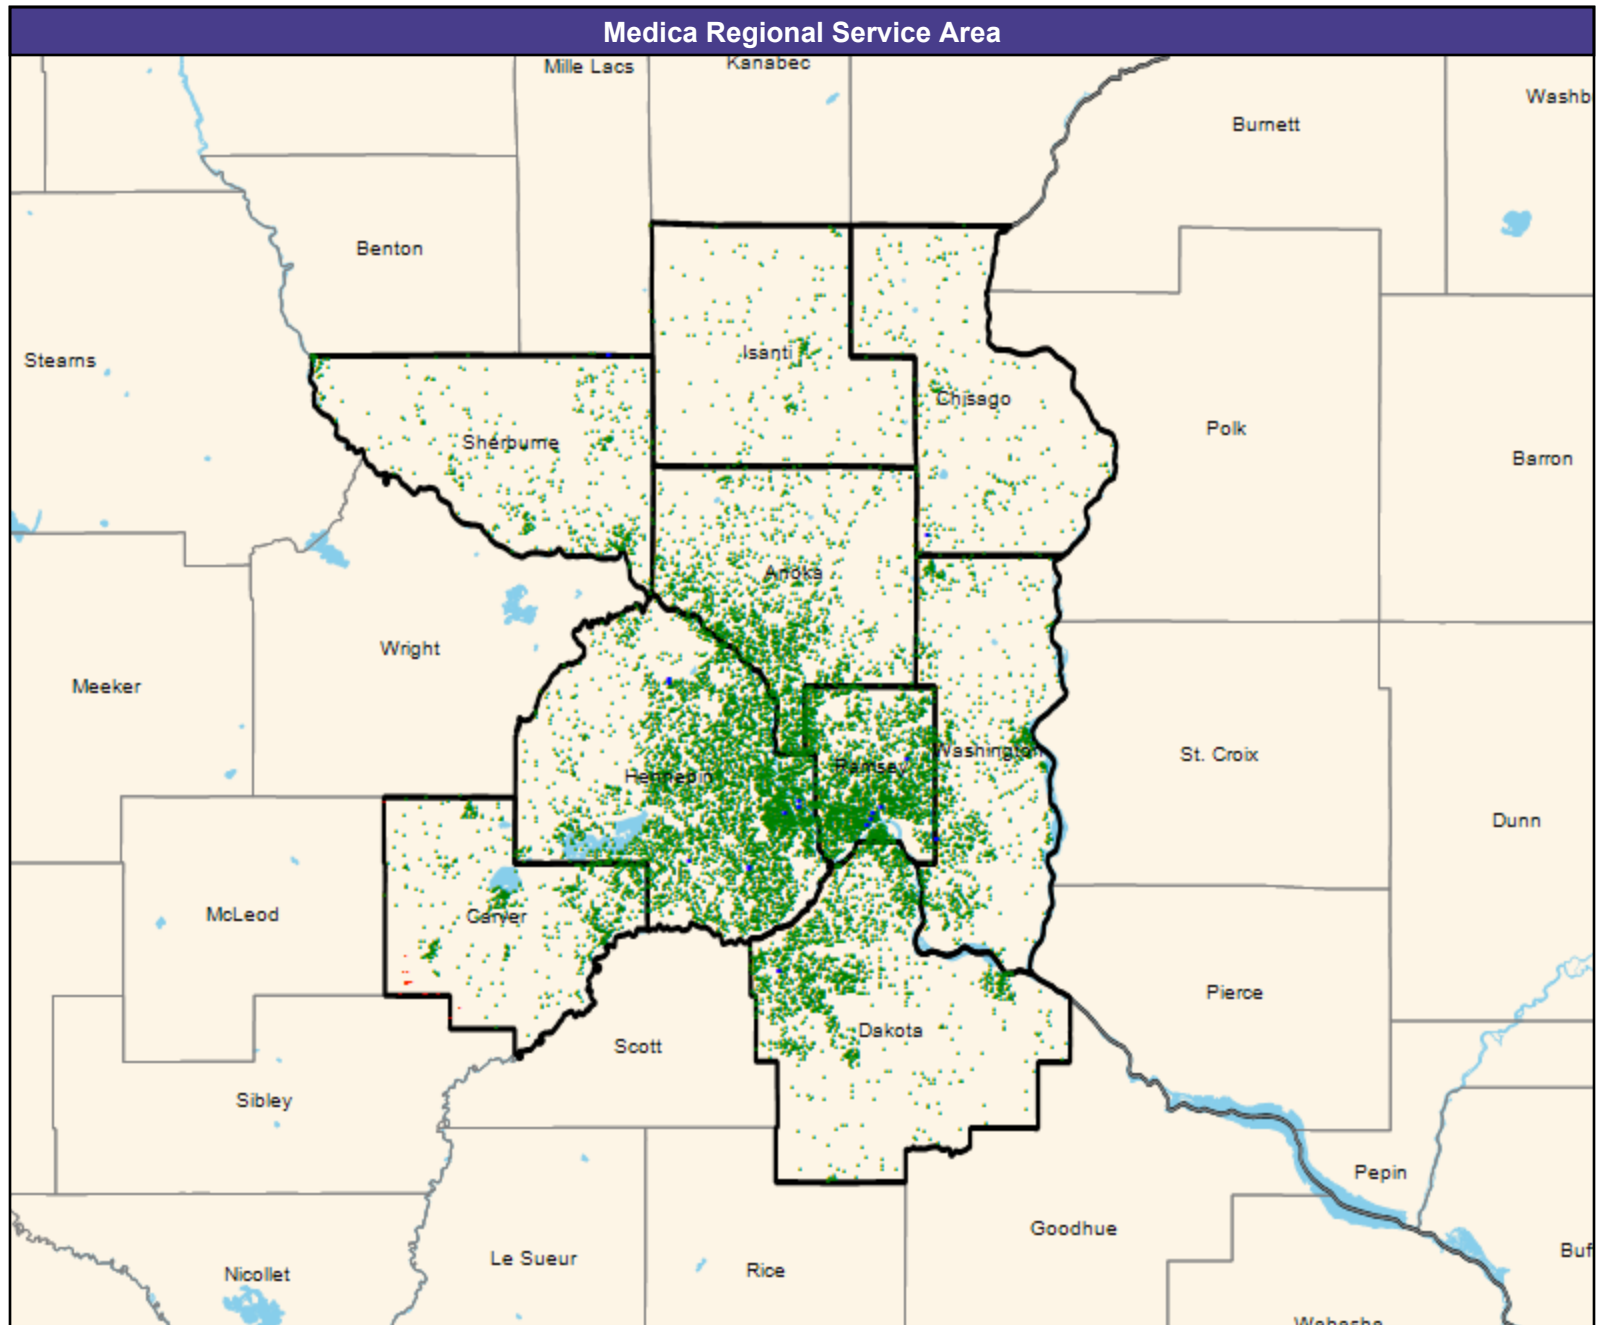 Medica Regional Service Area
Mille Lacs
Kanabec
Washb
Burnett
Benton
Stearns
Isanti
Chisago
Polk
Sherburne
Barron
Anoka
Wright
Meeker
Washington
St. Croix
Hennepin
Ramsey
Dunn
McLeod
Carver
Pierce
Dakota
Scott
Sibley
Pepin
Goodhue
Buf
Le Sueur
Rice
Nicollet
Wabasha